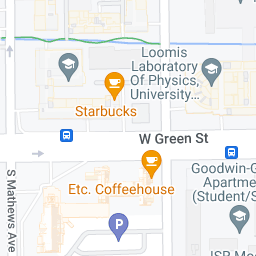 Loomis Laboratory
Of Physics,
University...
Starbucks
W Green St
Etc. Coffeehouse
Goodwin-G
Apartme
(Student/S
S Mathews Ave
P